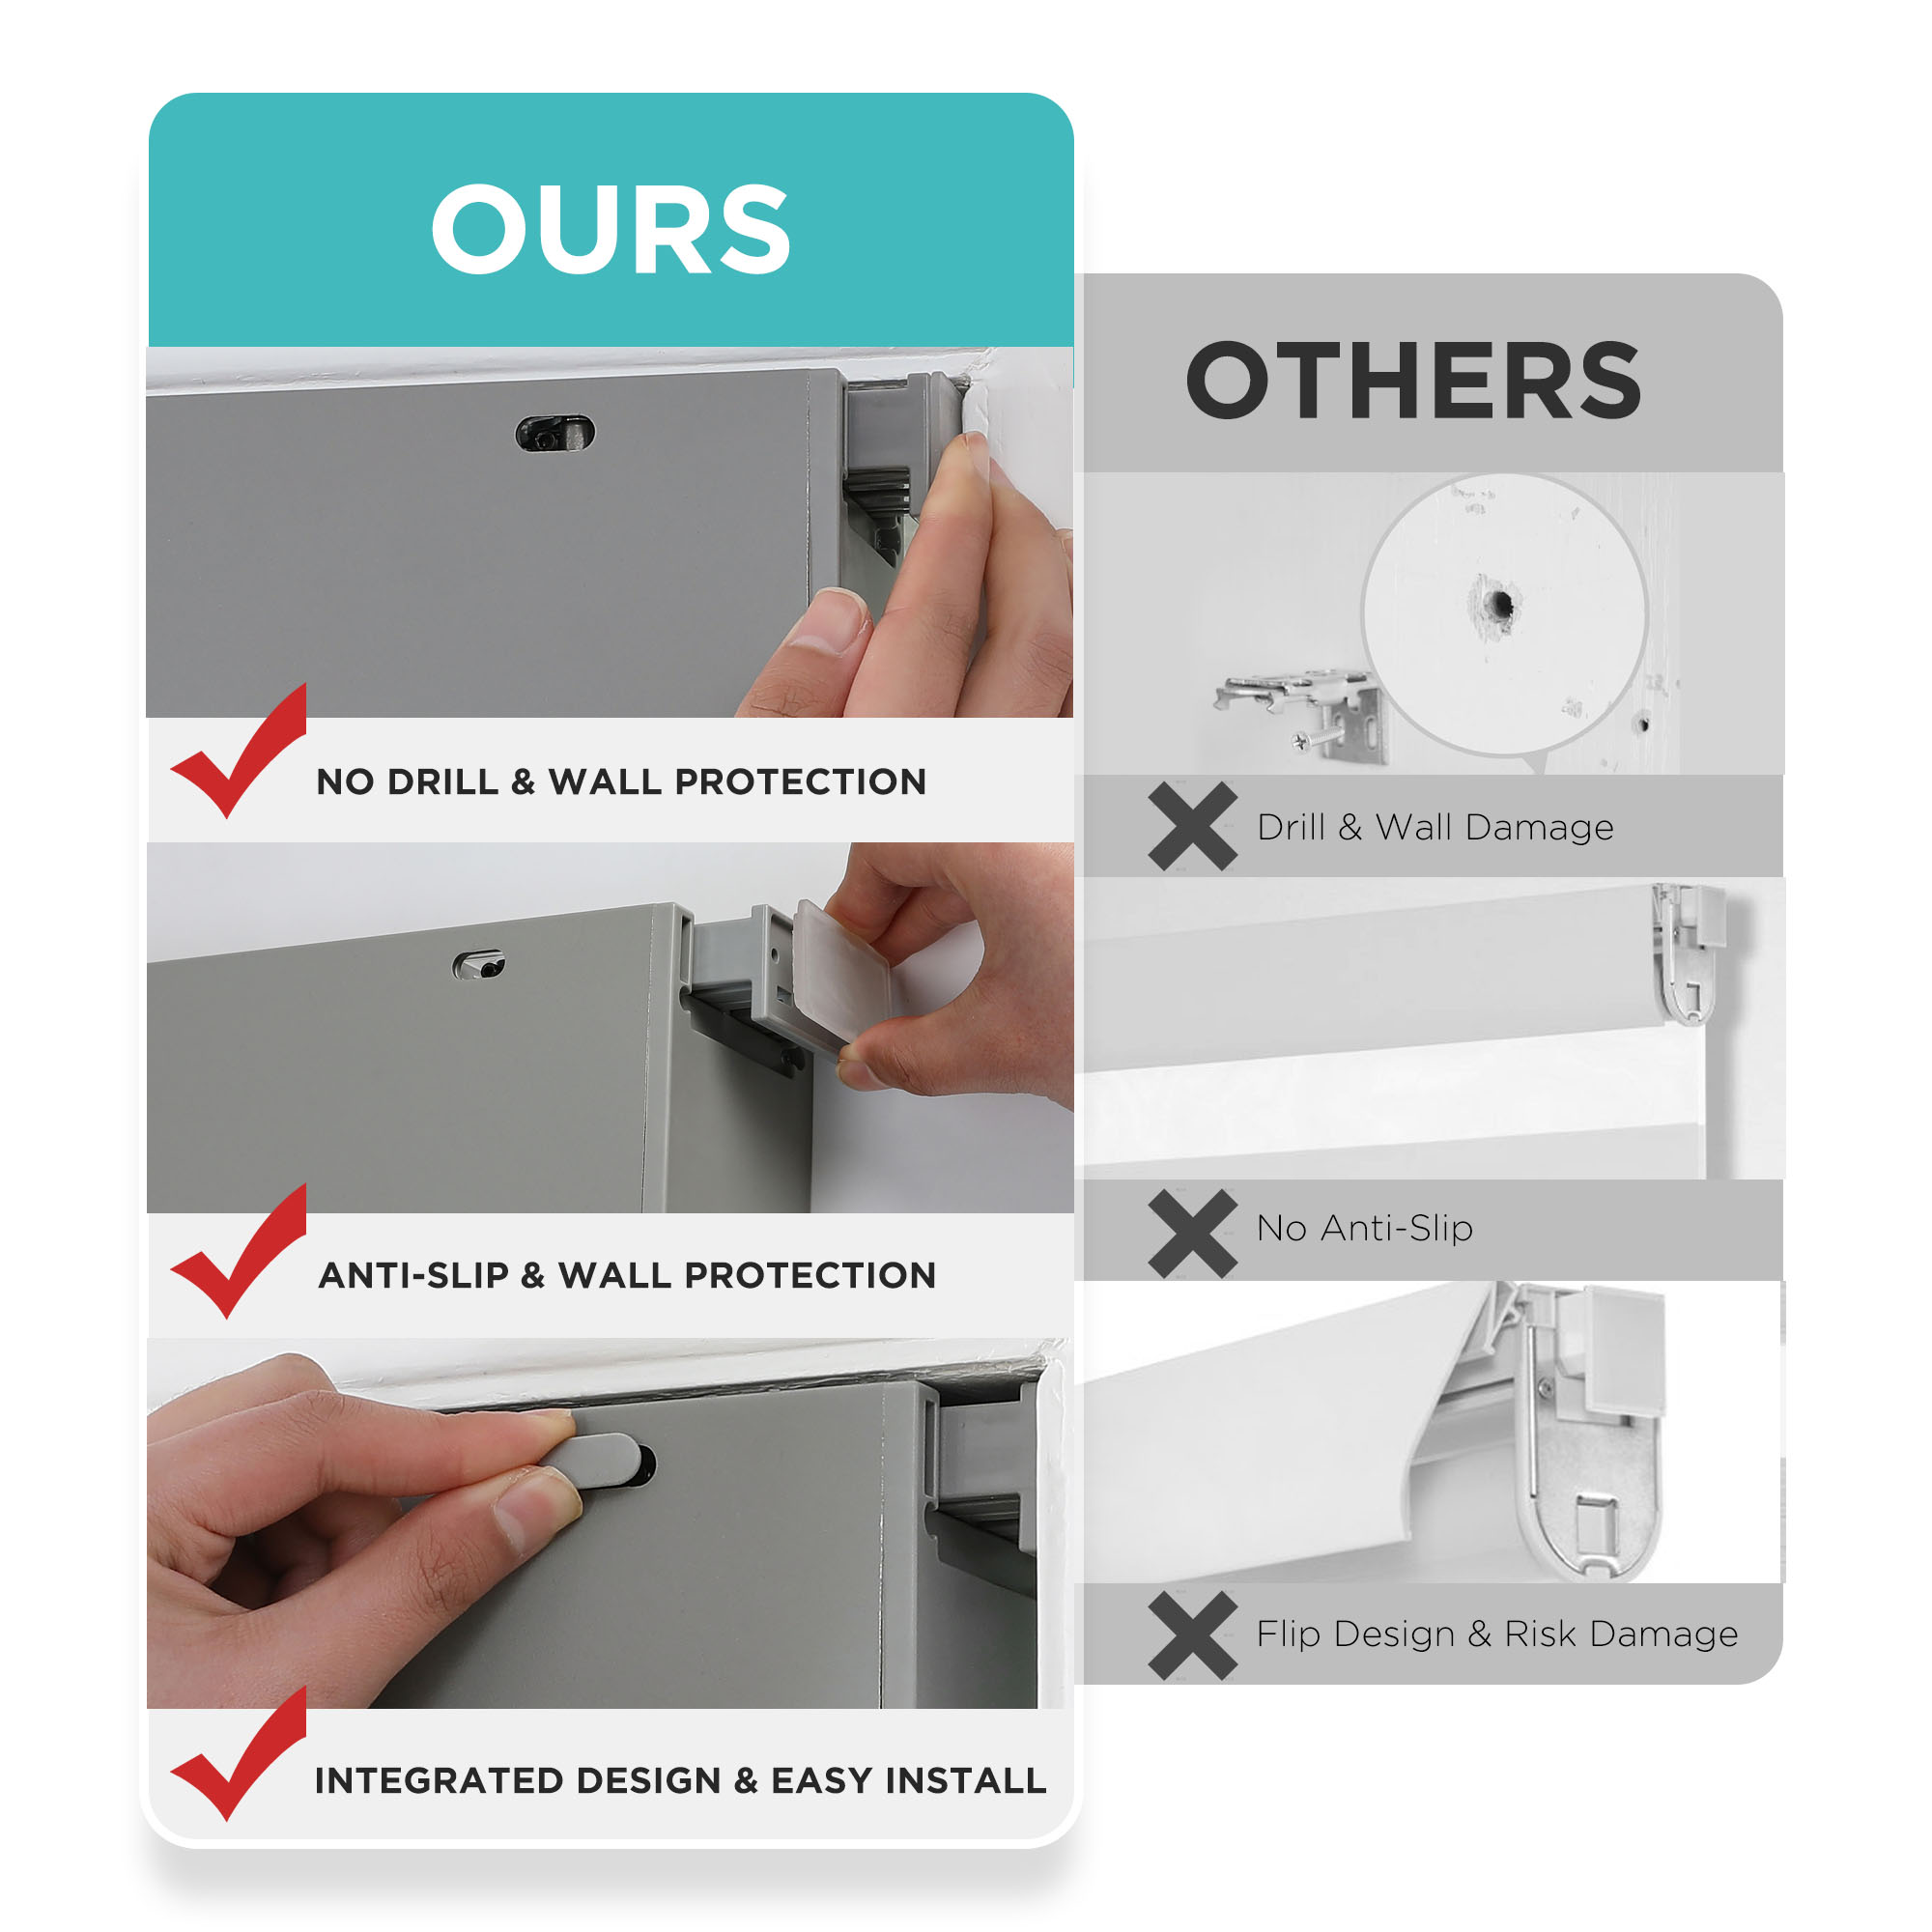 OURS
NO DRILL & WALL PROTECTION
ANTI-SLIP & WALL PROTECTION
INTEGRATED DESIGN & EASY INSTALL
OTHERS
Drill & Wall Damage
No Anti-Slip
Flip Design & Risk Damage